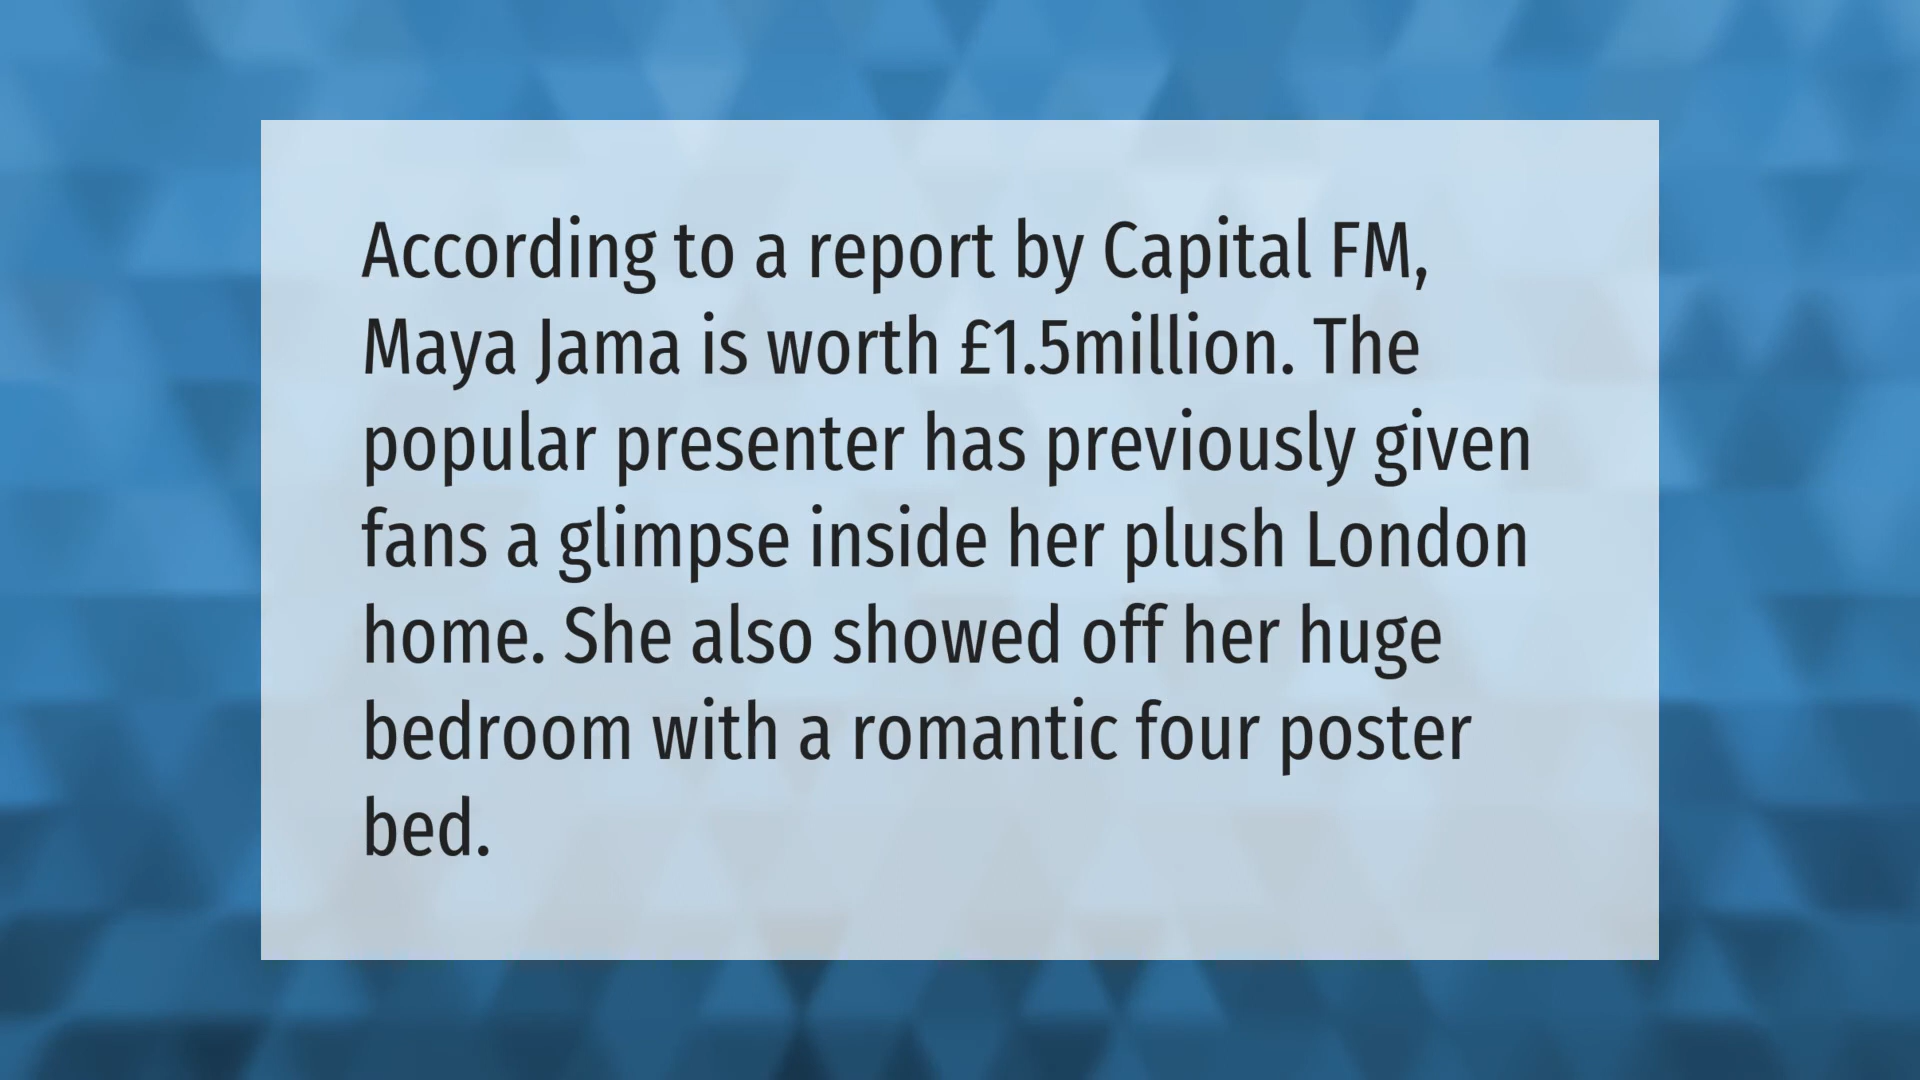 According to a report by Capital FM,
Maya Jama is worth £1.5million. The
popular presenter has previously given
fans a glimpse inside her plush London
home. She also showed off her huge
bedroom with a romantic four poster
bed.